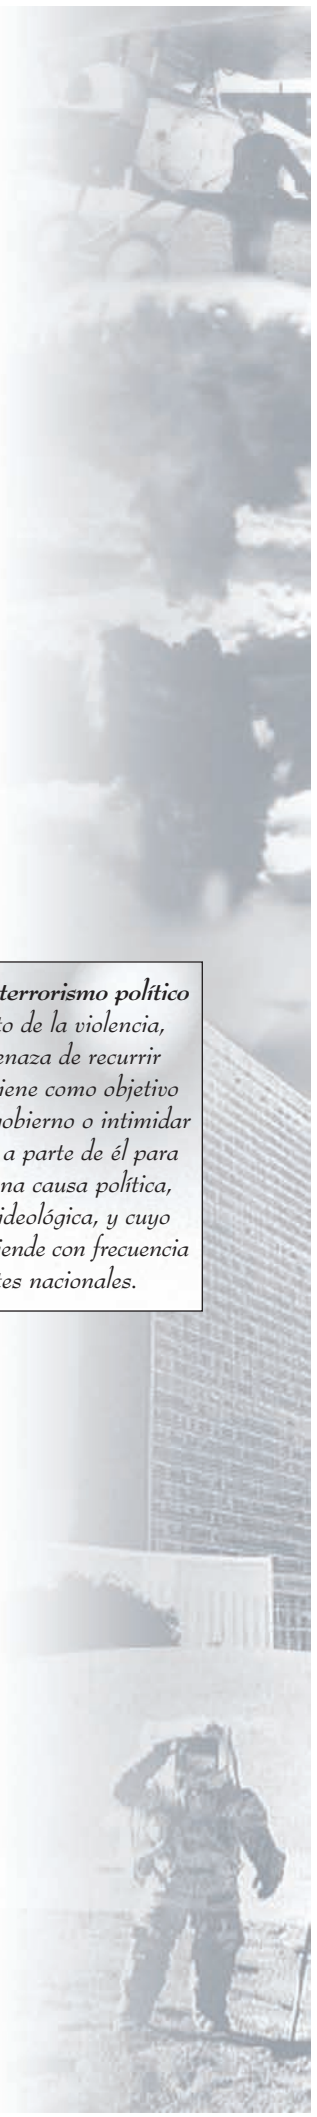 terrorismo político
to de la violencia,
enaza de recurrir
iene como objetivo
gobierno o intimidar
a parte de él para
na causa política,
ideológica, y cuyo
iende con frecuencia
tes nacionales.